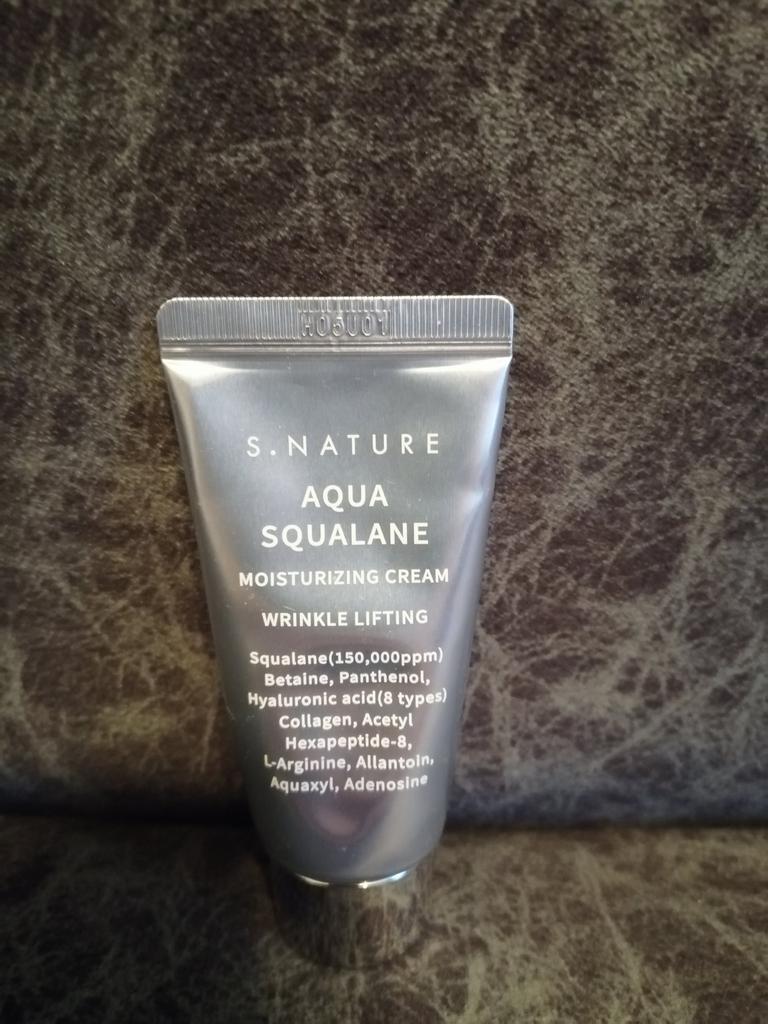 H05U01
S.NATURE
AQUA
SQUALANE
MOISTURIZING CREAM
WRINKLE LIFTING
Squalane(150,000ppm)
Betaine, Panthenol,
Hyaluronic acid(8 types)
Collagen, Acetyl
Hexapeptide-8,
L-Arginine, Allantoin,
Aquaxyl, Adenosine